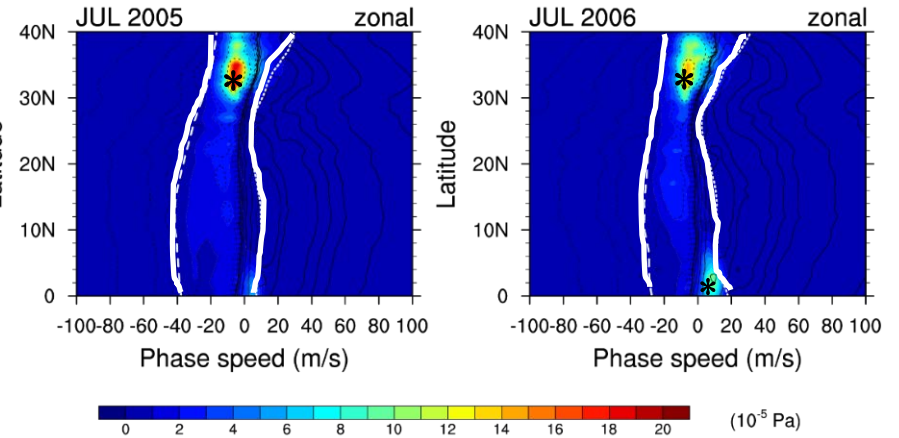 JUL 2005 zonal JUL 2006 zonal
40N 40N
30N 30N
20N 20N
10N 10N
0 0
Latitude
-100-80 -60 -40 -20 0 20 40 60 80 100 -100-80 -60 -40 -20 0 20 40 60 80 100
Phase speed (m/s) Phase speed (m/s)
0 2 4 6 8 10 12 14 16 18 20 (10-5 Pa)